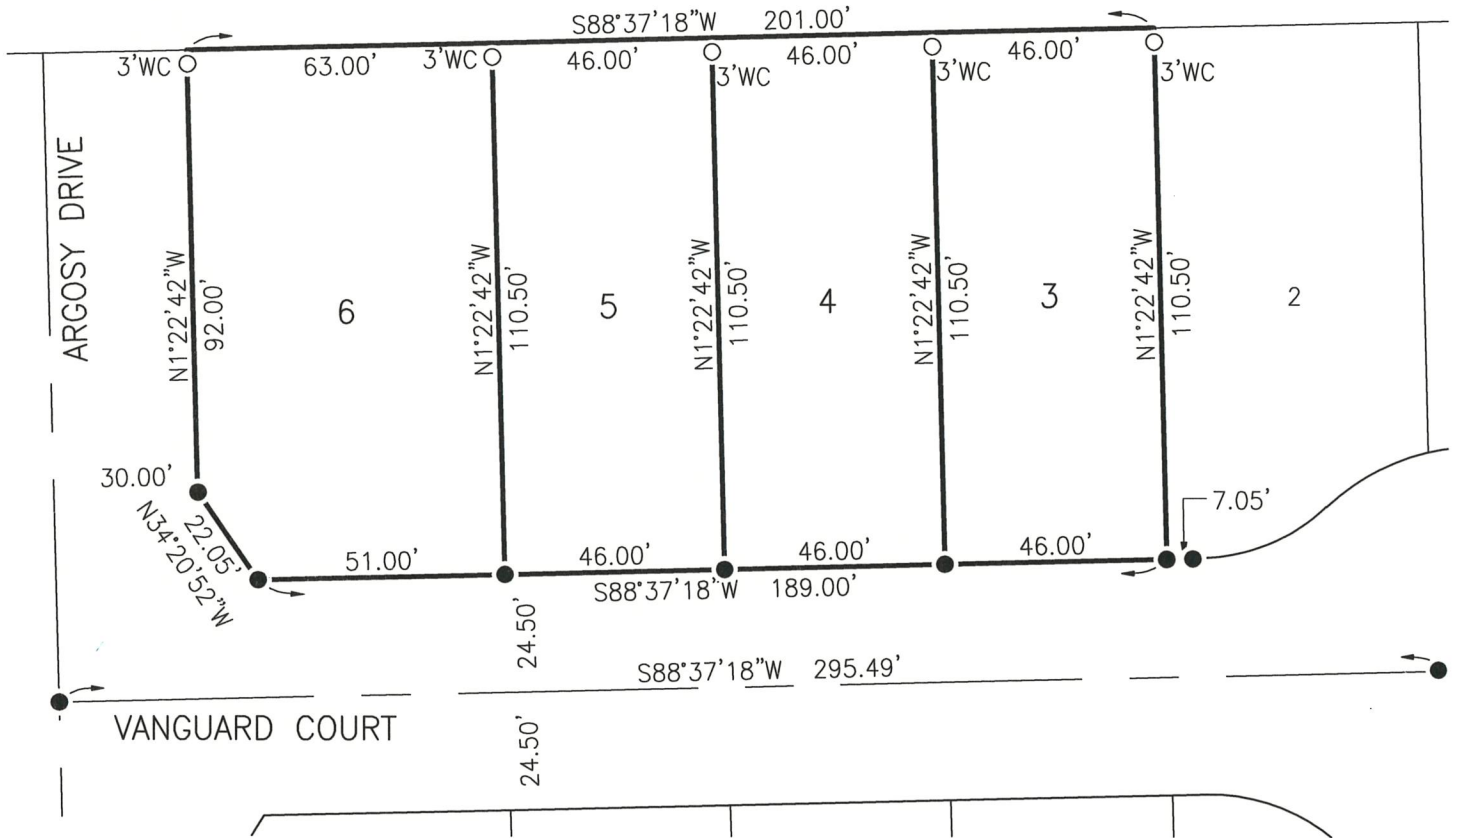 S88°37'18"W 201.00'
3'WC
63.00'
3'WC
46.00'
3'WC
46.00'
3'WC
46.00'
3'WC
ARGOSY DRIVE
N1°22'42"W
92.00'
6
N1°22'42"W
110.50'
5
N1°22'42"W
110.50'
4
N1°22'42"W
110.50'
3
N1°22'42"W
110.50'
2
30.00'
22.05'
N34°20'52"W
51.00'
46.00'
46.00'
46.00'
7.05'
S88°37'18"W 189.00'
24.50'
S88°37'18"W 295.49'
VANGUARD COURT
24.50'